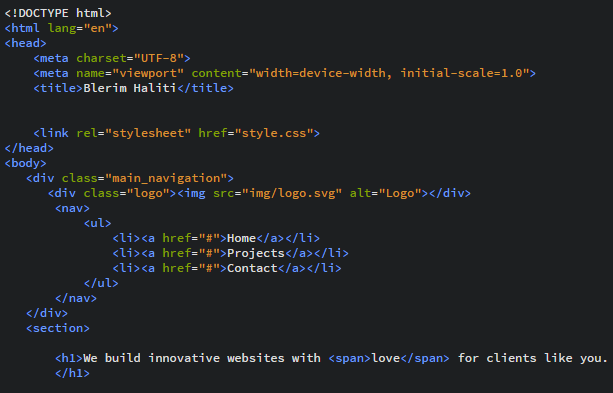 <!DOCTYPE html>
<html lang="en">
<head>
    <meta charset="UTF-8">
    <meta name="viewport" content="width=device-width, initial-scale=1.0">
    <title>Blerim Haliti</title>
    <link rel="stylesheet" href="style.css">
</head>
<body>
   <div class="main_navigation">
      <div class="logo"><img src="img/logo.svg" alt="Logo"></div>
       <nav>
           <ul>
               <li><a href="#">Home</a></li>
               <li><a href="#">Projects</a></li>
               <li><a href="#">Contact</a></li>
           </ul>
       </nav>
   </div>
   <section>
       <h1>We build innovative websites with <span>love</span> for clients like you.
       </h1>